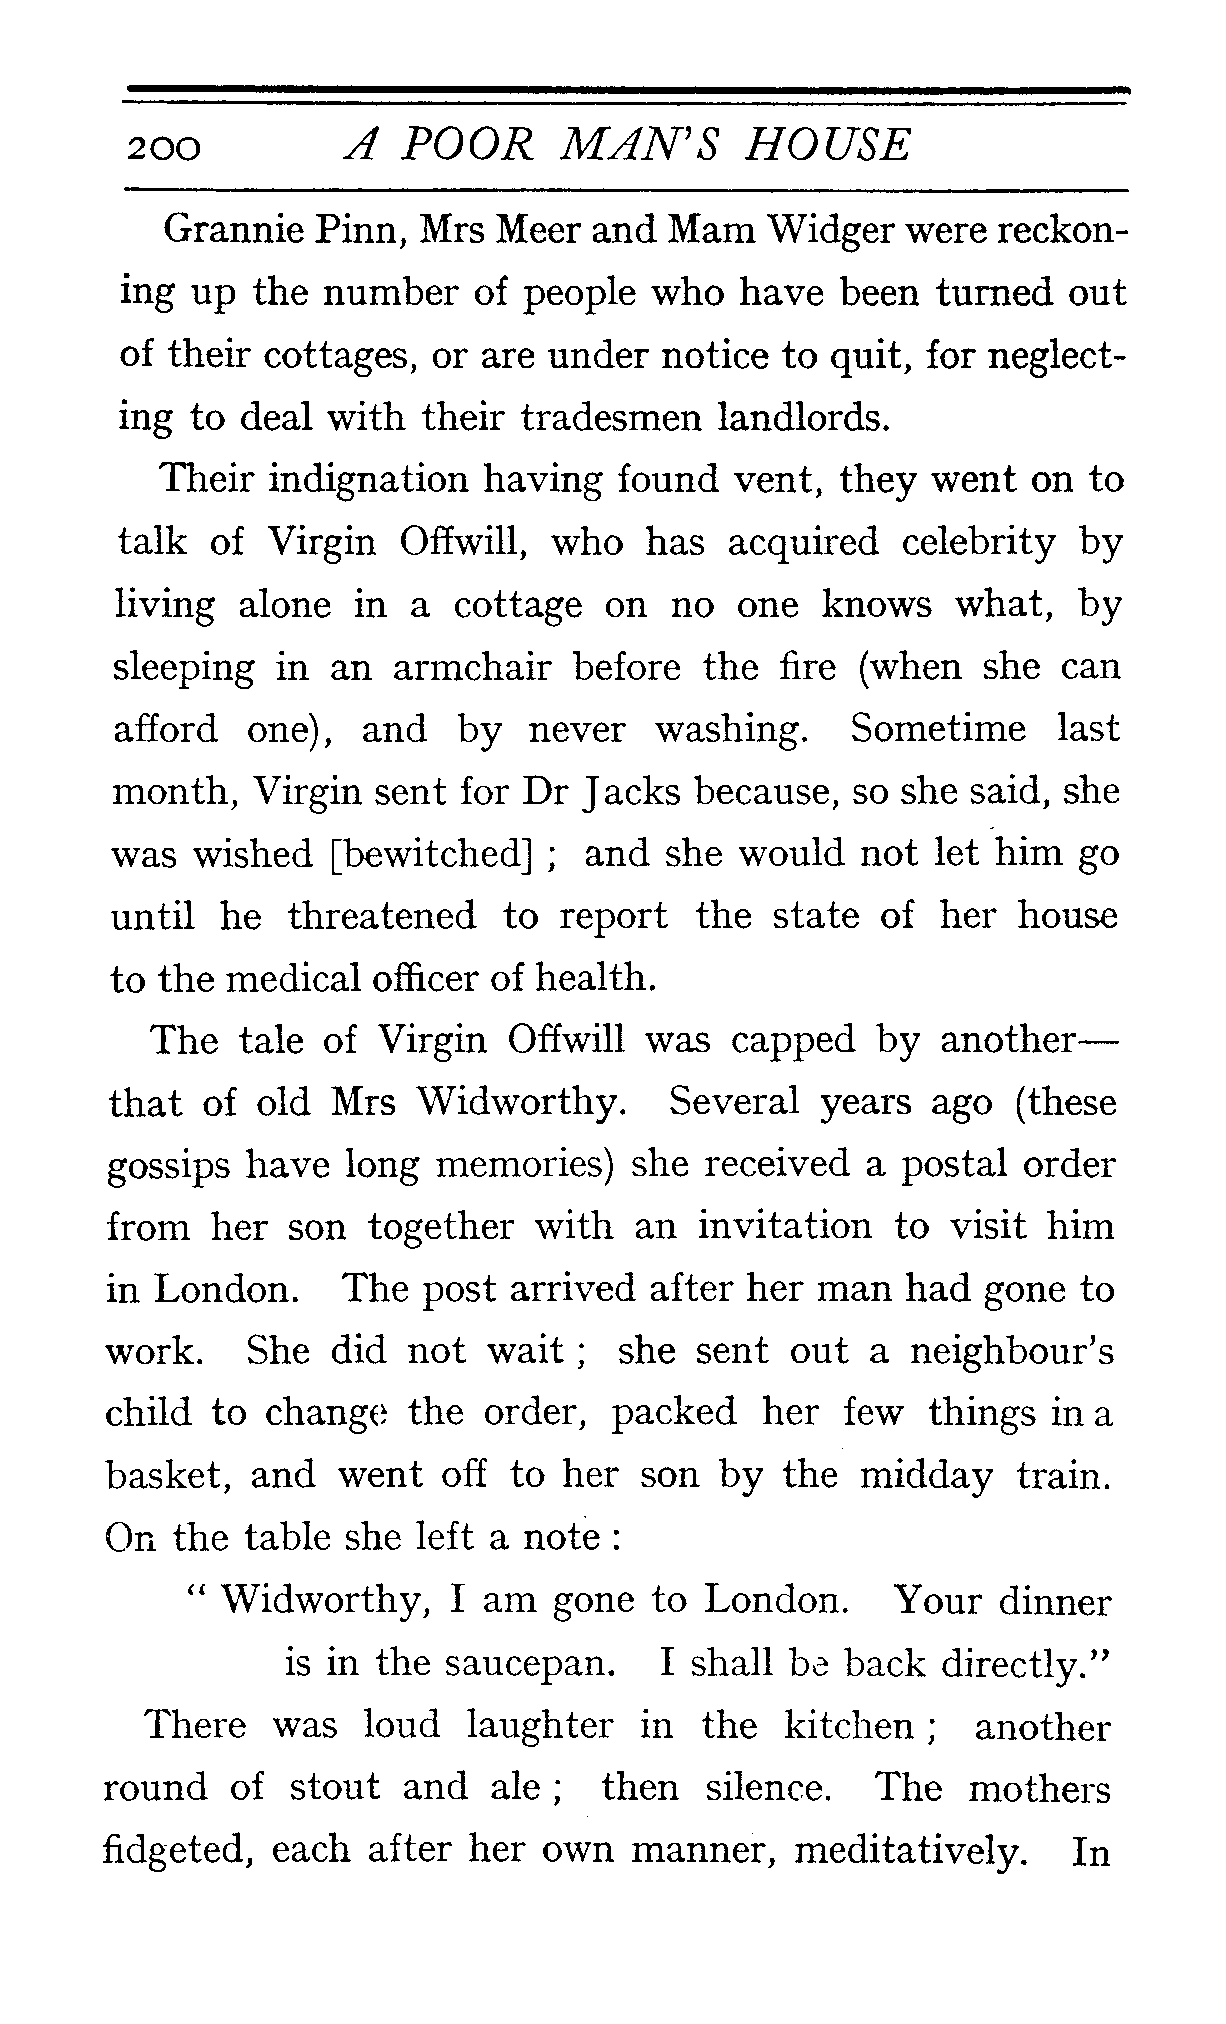 200 A POOR MAN'S HOUSE
Grannie Pinn, Mrs Meer and Mam Widger were reckon-
ing up the number of people who have been turned out
of their cottages, or are under notice to quit, for neglect-
ing to deal with their tradesmen landlords.
Their indignation having found vent, they went on to
talk of Virgin Offwill, who has acquired celebrity by
living alone in a cottage on no one knows what, by
sleeping in an armchair before the fire (when she can
afford one), and by never washing. Sometime last
month, Virgin sent for Dr Jacks because, so she said, she
was wished [bewitched] ; and she would not let him go
until he threatened to report the state of her house
to the medical officer of health.
The tale of Virgin Offwill was capped by another—
that of old Mrs Widworthy. Several years ago (these
gossips have long memories) she received a postal order
from her son together with an invitation to visit him
in London. The post arrived after her man had gone to
work. She did not wait ; she sent out a neighbour's
child to change the order, packed her few things in a
basket, and went off to her son by the midday train.
On the table she left a note :
" Widworthy, I am gone to London. Your dinner
is in the saucepan. I shall be back directly."
There was loud laughter in the kitchen ; another
round of stout and ale ; then silence. The mothers
fidgeted, each after her own manner, meditatively. In